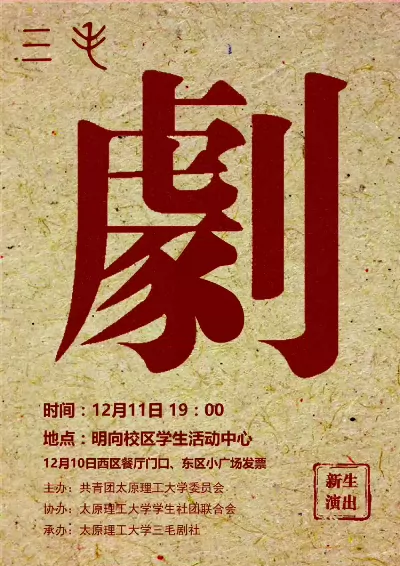 三毛
劇
时间：12月11日 19：00
地点：明向校区学生活动中心
12月10日西区餐厅门口、东区小广场发票
主办：共青团太原理工大学委员会
协办：太原理工大学学生社团联合会
承办：太原理工大学三毛剧社
新生
演出